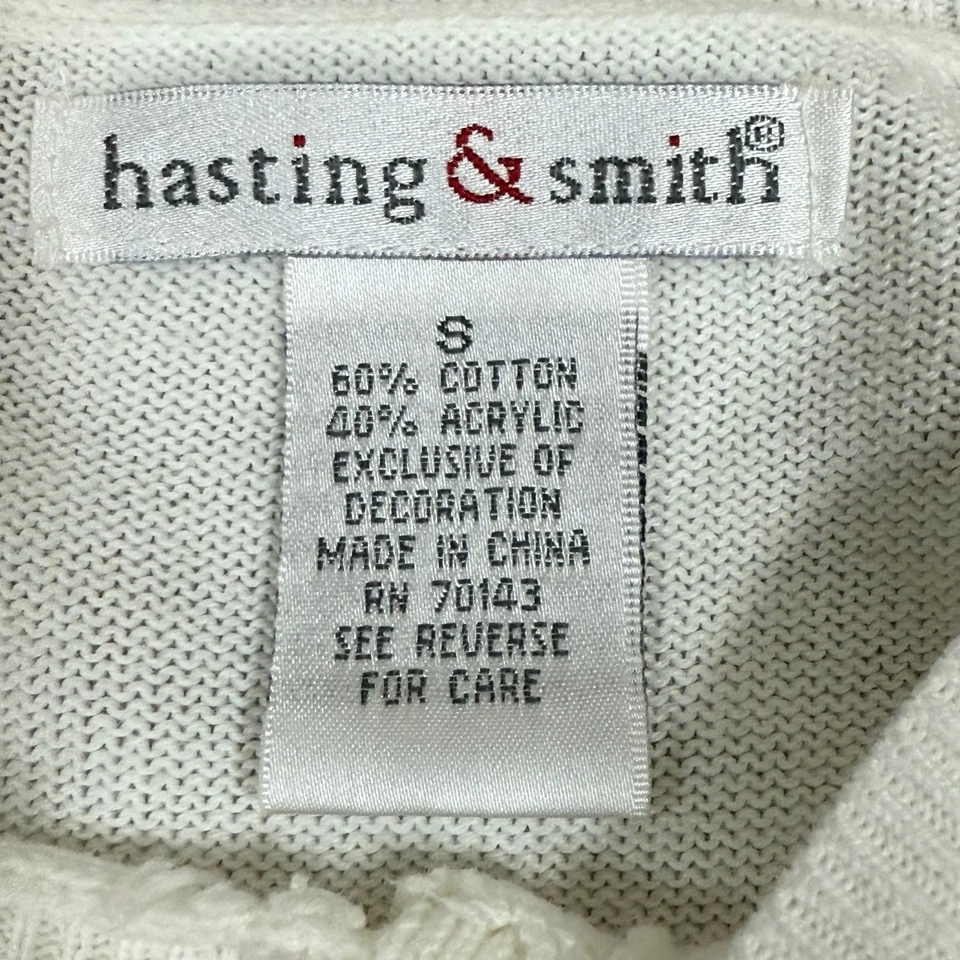 hasting & smith®
S
60% COTTON
40% ACRYLIC
EXCLUSIVE OF
DECORATION
MADE IN CHINA
RN 70143
SEE REVERSE
FOR CARE